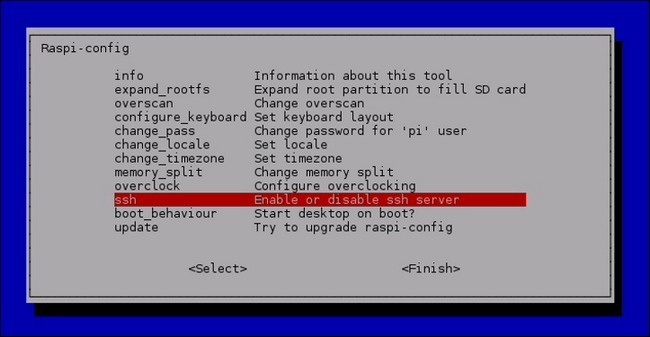 Raspi-config
info Information about this tool
expand_rootfs Expand root partition to fill SD card
overscan Change overscan
configure_keyboard Set keyboard layout
change_pass Change password for 'pi' user
change_locale Set locale
change_timezone Set timezone
memory_split Change memory split
overclock Configure overclocking
ssh Enable or disable ssh server
boot_behaviour Start desktop on boot?
update Try to upgrade raspi-config
<Select> <Finish>